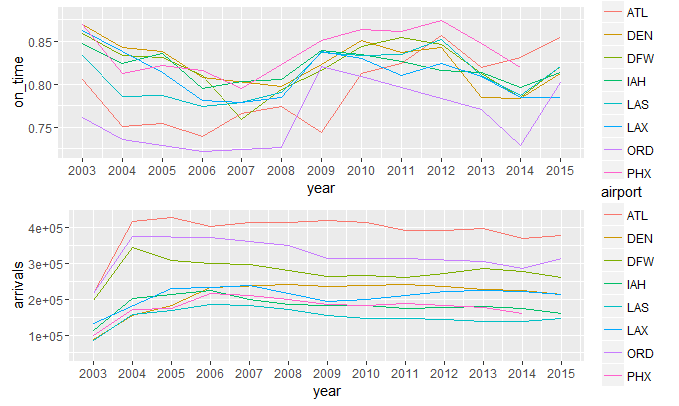 on_time
0.85
0.80
0.75
2003 2004 2005 2006 2007 2008 2009 2010 2011 2012 2013 2014 2015
year
ATL
DEN
DFW
IAH
LAS
LAX
ORD
PHX
arrivals
4e+05
3e+05
2e+05
1e+05
2003 2004 2005 2006 2007 2008 2009 2010 2011 2012 2013 2014 2015
year
airport
ATL
DEN
DFW
IAH
LAS
LAX
ORD
PHX